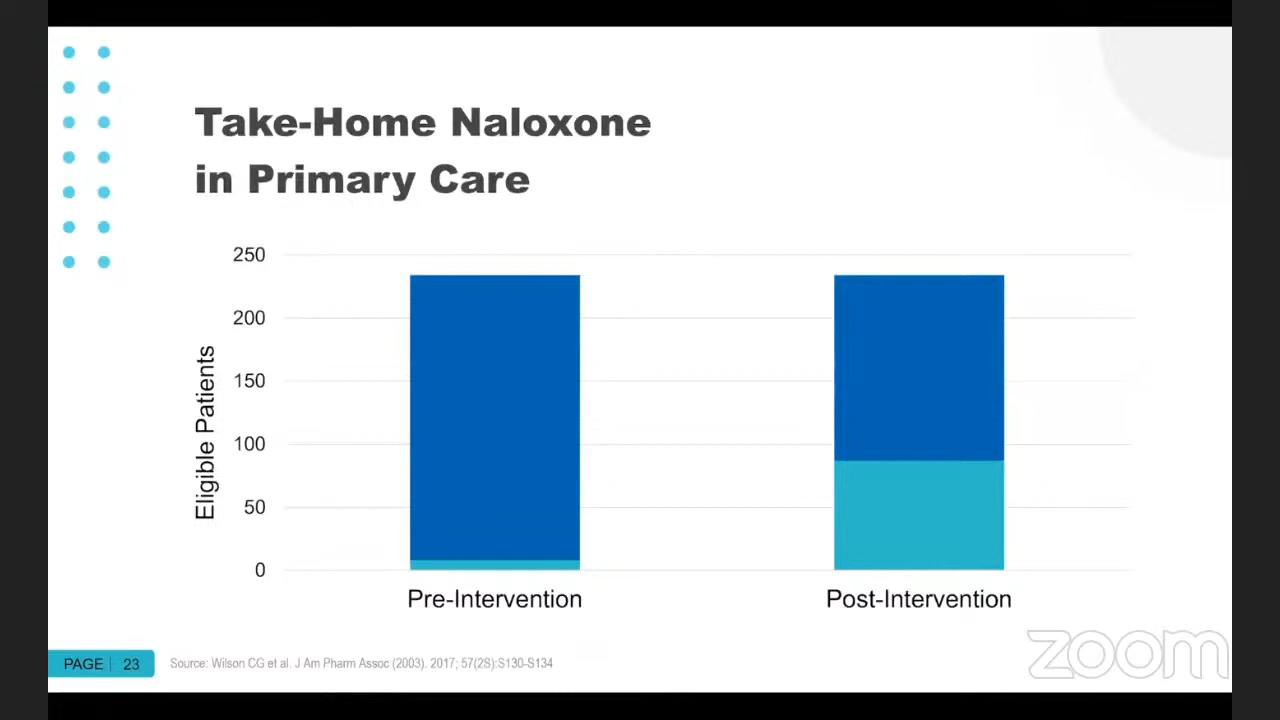 Take-Home Naloxone
in Primary Care
250
200
150
100
50
0
Eligible Patients
Pre-Intervention
Post-Intervention
PAGE 23
Source: Wilson CG et al. J Am Pharm Assoc (2003). 2017; 57(2S):S130-S134
zoom